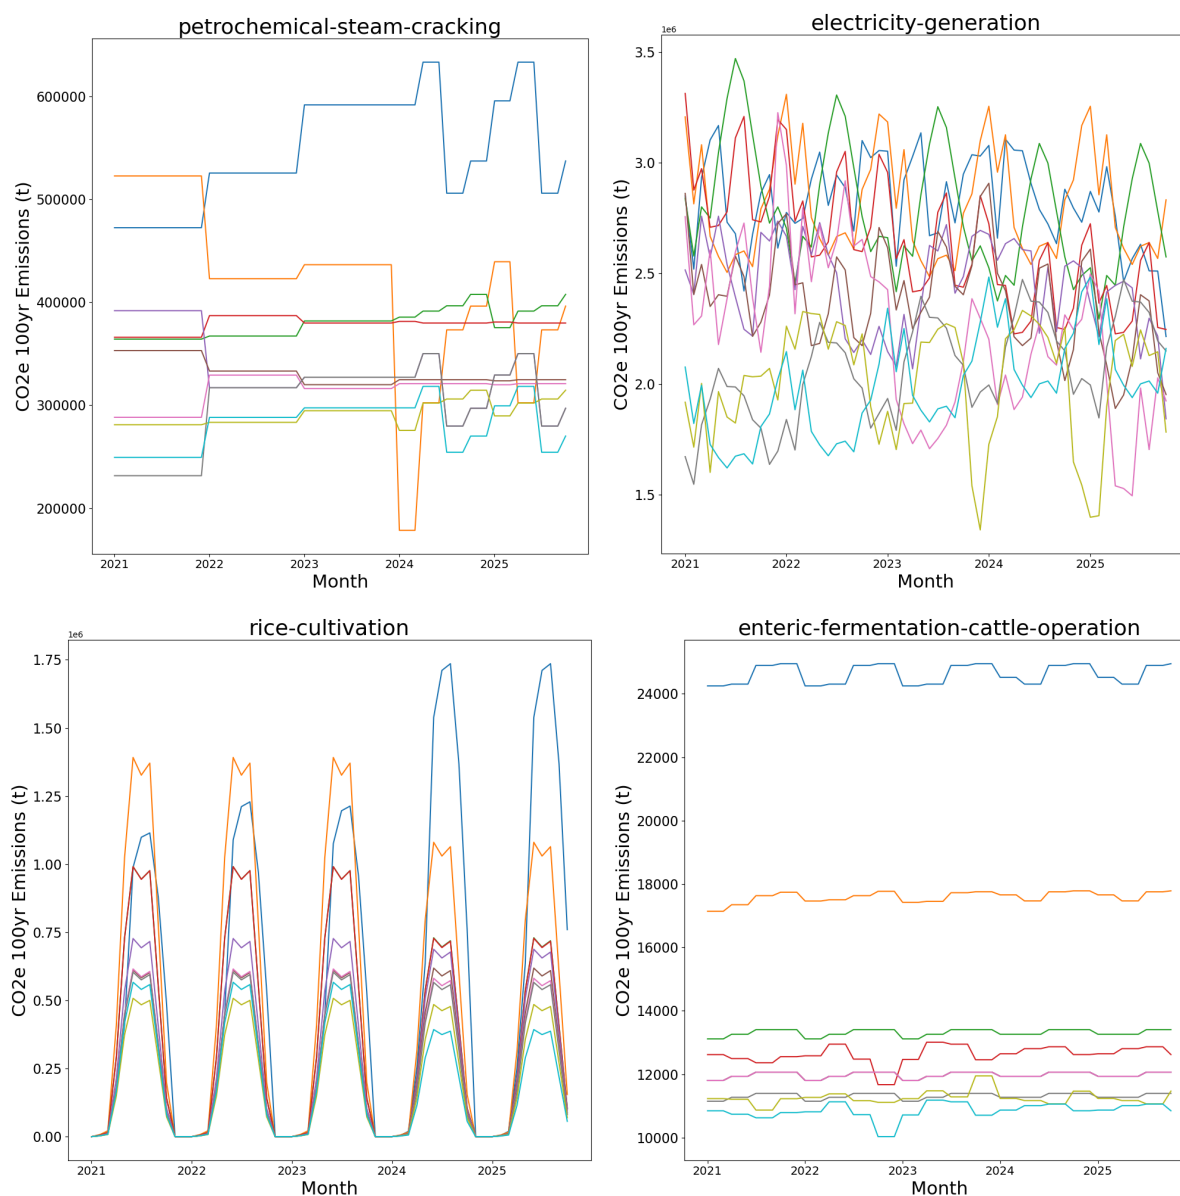 petrochemical-steam-cracking
CO2e 100yr Emissions (t)
600000
500000
400000
300000
200000
2021 2022 2023 2024 2025
Month
electricity-generation
1e6
CO2e 100yr Emissions (t)
3.5
3.0
2.5
2.0
1.5
2021 2022 2023 2024 2025
Month
rice-cultivation
1e6
CO2e 100yr Emissions (t)
1.75
1.50
1.25
1.00
0.75
0.50
0.25
0.00
2021 2022 2023 2024 2025
Month
enteric-fermentation-cattle-operation
CO2e 100yr Emissions (t)
24000
22000
20000
18000
16000
14000
12000
10000
2021 2022 2023 2024 2025
Month